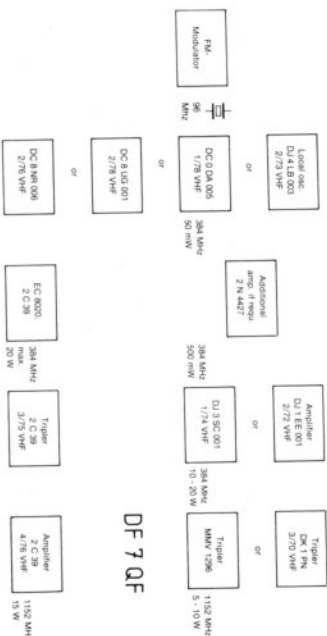 FM-
Modulator
96
Mhz
Local osc.
DJ 4 LB 003
2/73 VHF
or
DC 0 DA 005
1/78 VHF
384 MHz
50 mW
or
DC 8 UG 001
2/78 VHF
or
DC 8 NR 006
2/76 VHF
Additional
amp. if requ.
2 N 4427
384 MHz
500 mW
EC 8020,
2 C 39
384 MHz
max.
20 W
Amplifier
DJ 1 EE 001
2/72 VHF
or
DJ 3 SC 001
1/74 VHF
384 MHz
10 - 20 W
Tripler
2 C 39
3/75 VHF
Tripler
DK 1 PN
3/70 VHF
or
Tripler
MMV 1296
1152 MHz
5 - 10 W
DF 7 QF
Amplifier
2 C 39
4/76 VHF
1152 MH
15 W